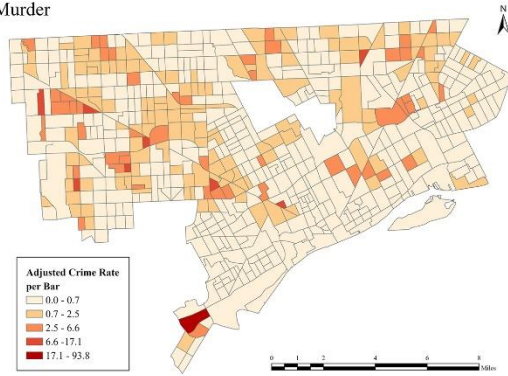 Murder
N
Adjusted Crime Rate
per Bar
0.0 - 0.7
0.7 - 2.5
2.5 - 6.6
6.6 -17.1
17.1 - 93.8
0 2 4 6 8
Miles